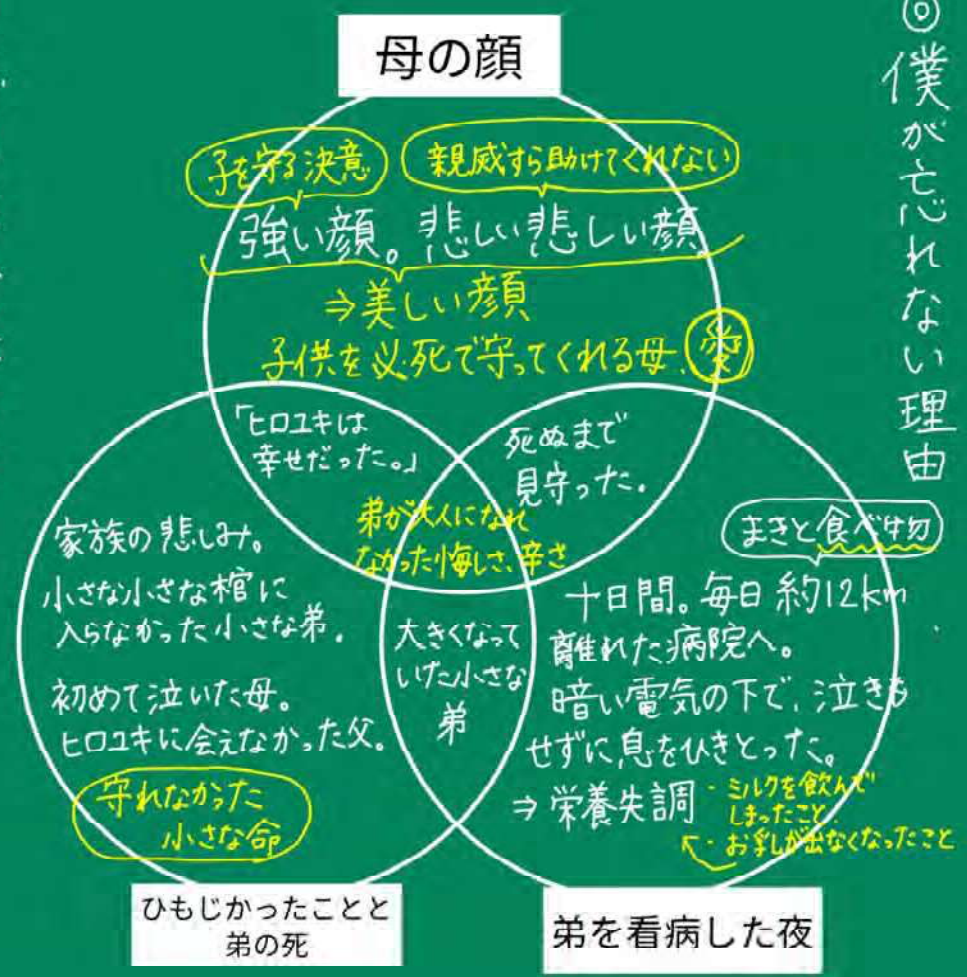 ◎僕が忘れない理由
母の顔
子を守る決意
親戚すら助けてくれない
強い顔。悲しい悲しい顔
⇒美しい顔
子供を必死で守ってくれる母、愛
「ヒロユキは
幸せだった。」
死ぬまで
見守った。
弟が大人になれ
なかった悔しさ、辛さ
家族の悲しみ。
小さな小さな棺に
入らなかった小さな弟。
初めて泣いた母。
ヒロユキに会えなかった父。
守れなかった
小さな命
大きくなって
いた小さな
弟
まきと食べ物
十日間。毎日約12km
離れた病院へ。
暗い電気の下で、泣きも
せずに息をひきとった。
⇒栄養失調
・ミルクを飲んで
しまったこと
・お乳が出なくなったこと
ひもじかったことと
弟の死
弟を看病した夜